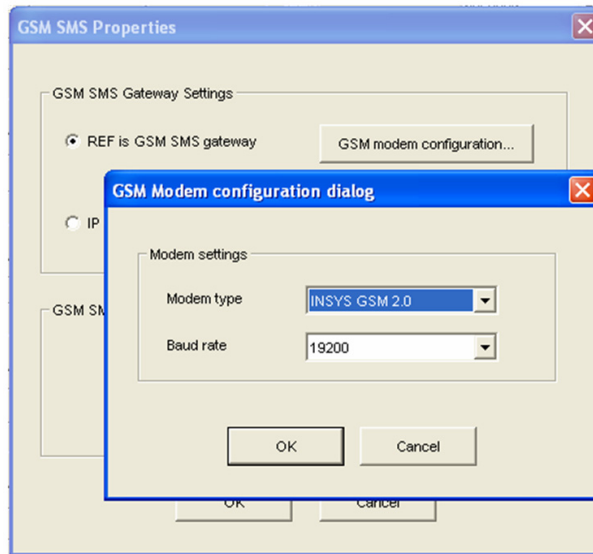 GSM SMS Properties
GSM SMS Gateway Settings
REF is GSM SMS gateway
GSM modem configuration...
GSM Modem configuration dialog
IP
Modem settings
Modem type
INSYS GSM 2.0
GSM SM
Baud rate
19200
OK
Cancel
OK
Cancel